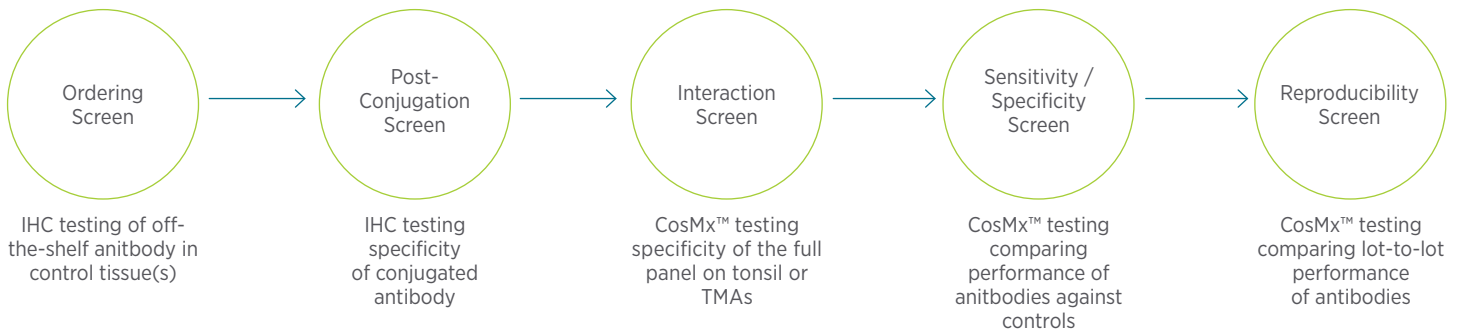 Ordering
Screen
Post-
Conjugation
Screen
Interaction
Screen
Sensitivity /
Specificity
Screen
Reproducibility
Screen
IHC testing of off-
the-shelf anitbody in
control tissue(s)
IHC testing
specificity
of conjugated
antibody
CosMx™ testing
specificity of the full
panel on tonsil or
TMAs
CosMx™ testing
comparing
performance of
anitbodies against
controls
CosMx™ testing
comparing lot-to-lot
performance
of antibodies